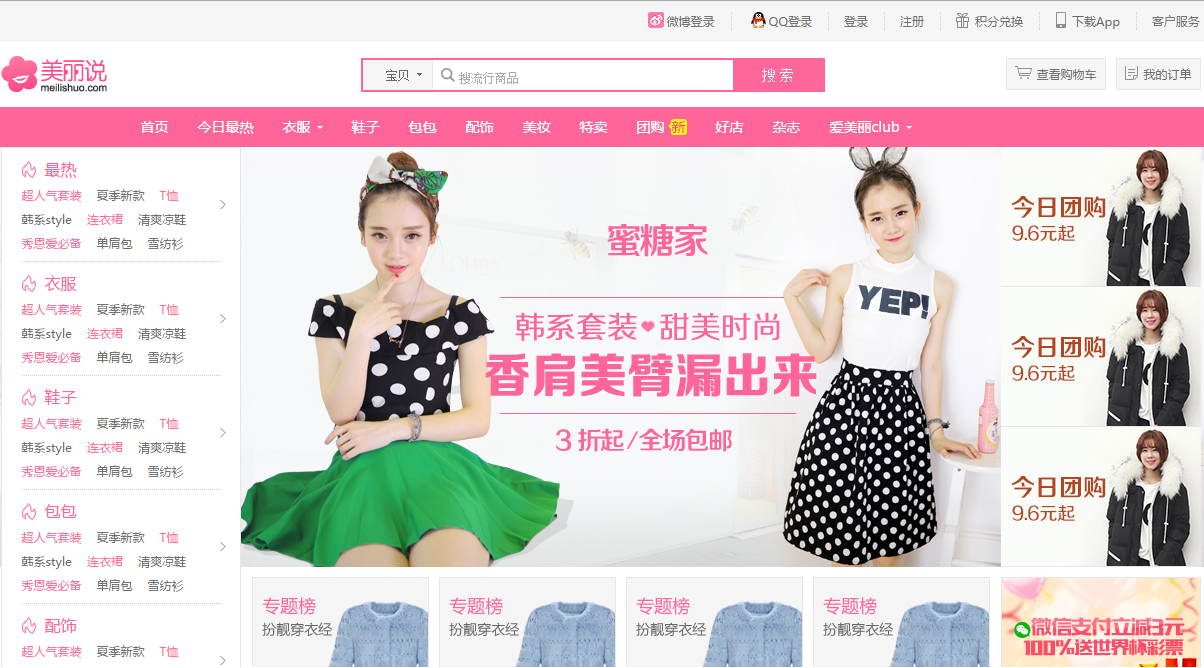 微博登录 QQ登录 登录 注册 积分兑换 下载App 客户服务
美丽说
meilishuo.com
宝贝 搜流行商品 搜索
查看购物车 我的订单
首页 今日最热 衣服 鞋子 包包 配饰 美妆 特卖 团购 新 好店 杂志 爱美丽club
最热
超人气套装 夏季新款 T恤
韩系style 连衣裙 清爽凉鞋
秀恩爱必备 单肩包 雪纺衫
衣服
超人气套装 夏季新款 T恤
韩系style 连衣裙 清爽凉鞋
秀恩爱必备 单肩包 雪纺衫
鞋子
超人气套装 夏季新款 T恤
韩系style 连衣裙 清爽凉鞋
秀恩爱必备 单肩包 雪纺衫
包包
超人气套装 夏季新款 T恤
韩系style 连衣裙 清爽凉鞋
秀恩爱必备 单肩包 雪纺衫
配饰
超人气套装 夏季新款 T恤
蜜糖家
韩系套装❤甜美时尚
香肩美臂漏出来
3折起/全场包邮
YEP!
今日团购
9.6元起
今日团购
9.6元起
今日团购
9.6元起
专题榜
扮靓穿衣经
专题榜
扮靓穿衣经
专题榜
扮靓穿衣经
专题榜
扮靓穿衣经
微信支付立减3元
100%送世界杯彩票